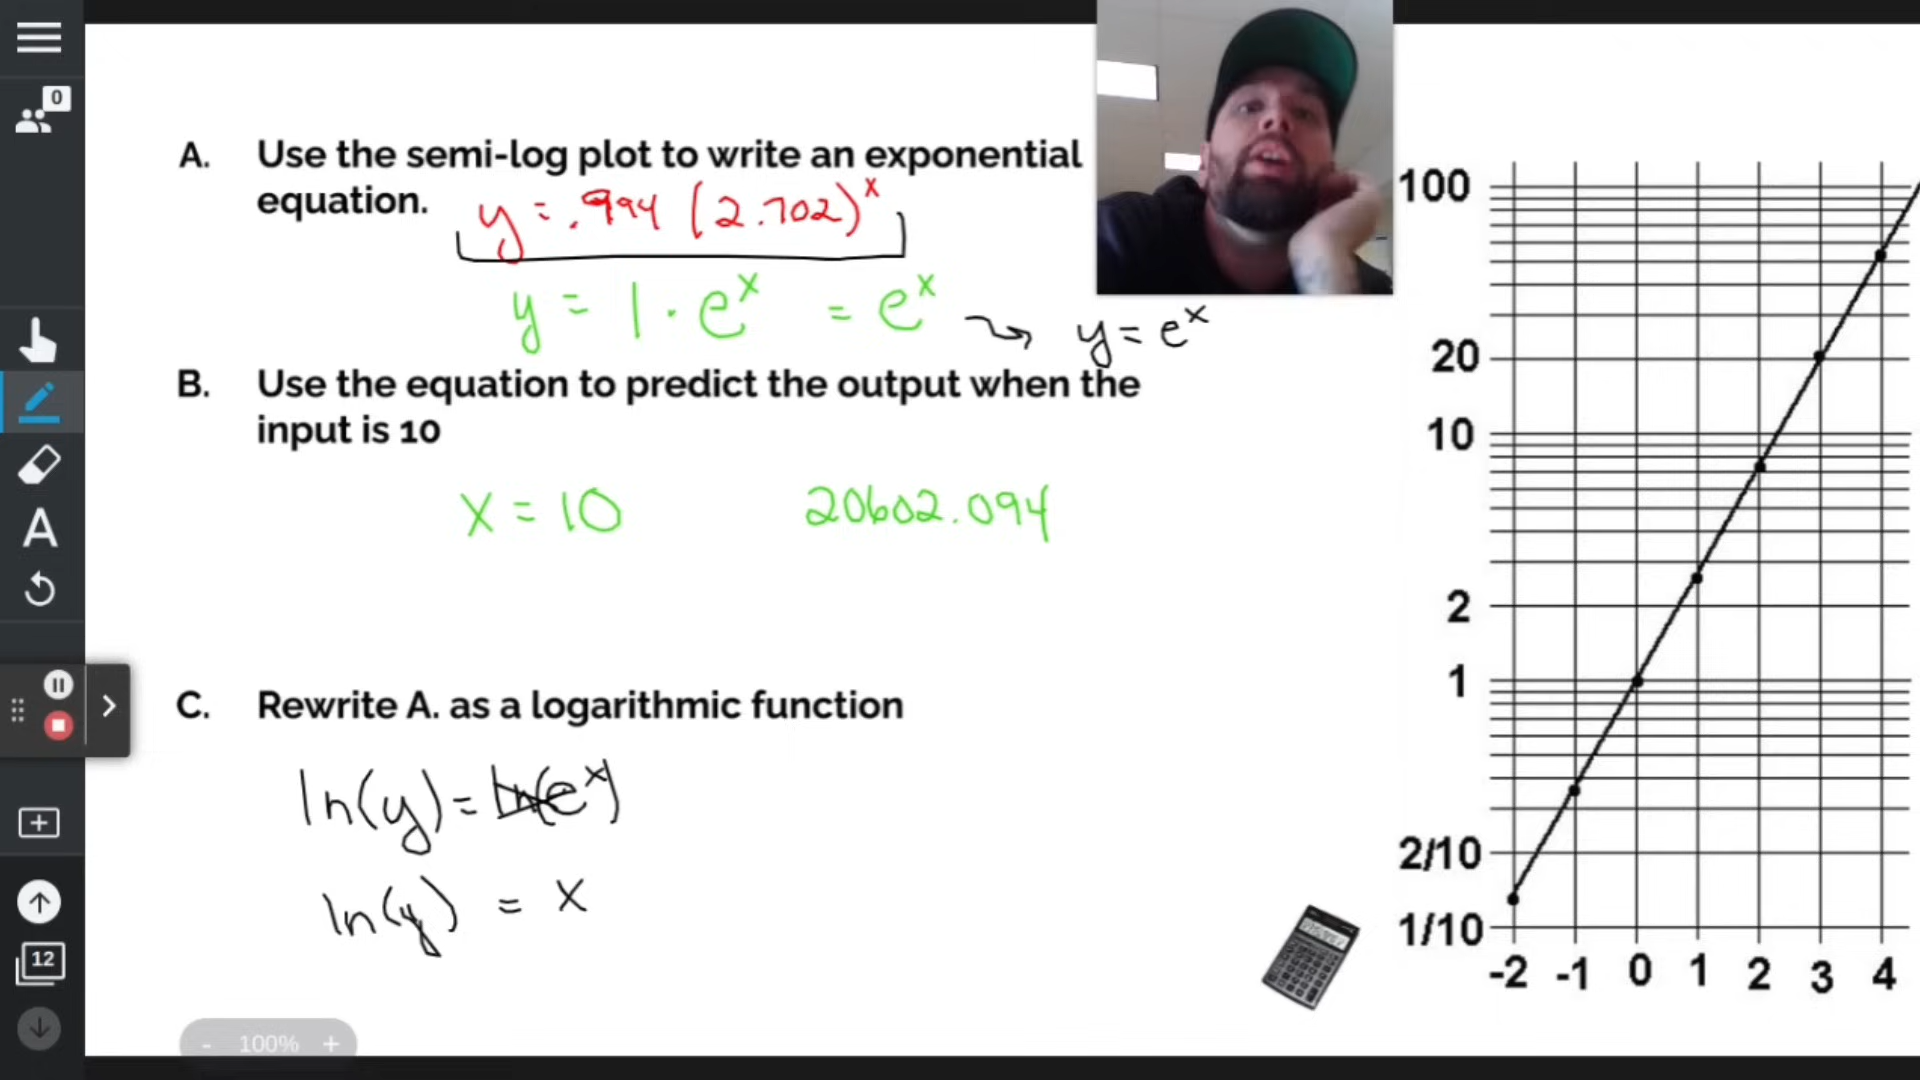 0
A. Use the semi-log plot to write an exponential
equation.
y = .994 (2.702)^x
y = 1 · e^x = e^x
y = e^x
B. Use the equation to predict the output when the
input is 10
x = 10 20602.094
C. Rewrite A. as a logarithmic function
ln(y) = ln(e^x)
ln(y) = x
A
12
- 100% +
100
20
10
2
1
2/10
1/10
-2 -1 0 1 2 3 4